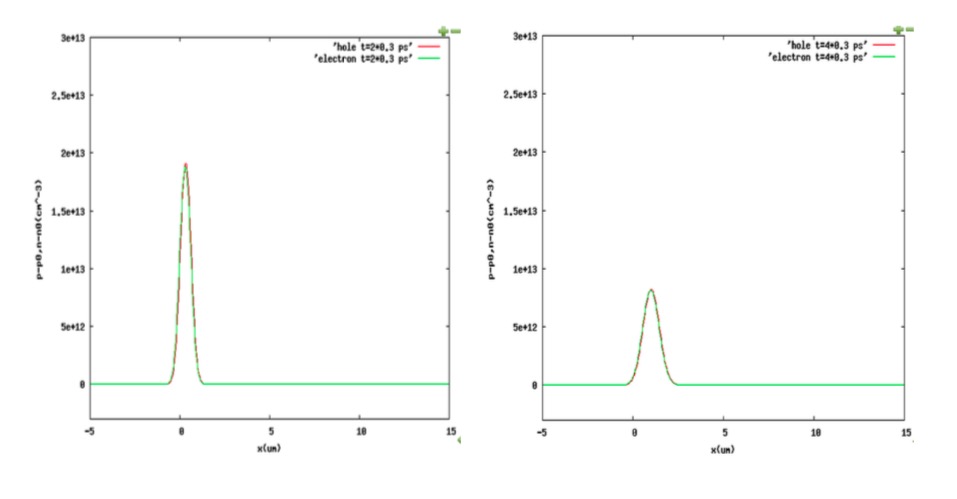 3e+13
2.5e+13
2e+13
1.5e+13
1e+13
5e+12
0
-5
0
5
10
15
p-p0,n-n0(cm^-3)
x(um)
'hole t=2*0.3 ps'
'electron t=2*0.3 ps'
3e+13
2.5e+13
2e+13
1.5e+13
1e+13
5e+12
0
-5
0
5
10
15
p-p0,n-n0(cm^-3)
x(um)
'hole t=4*0.3 ps'
'electron t=4*0.3 ps'